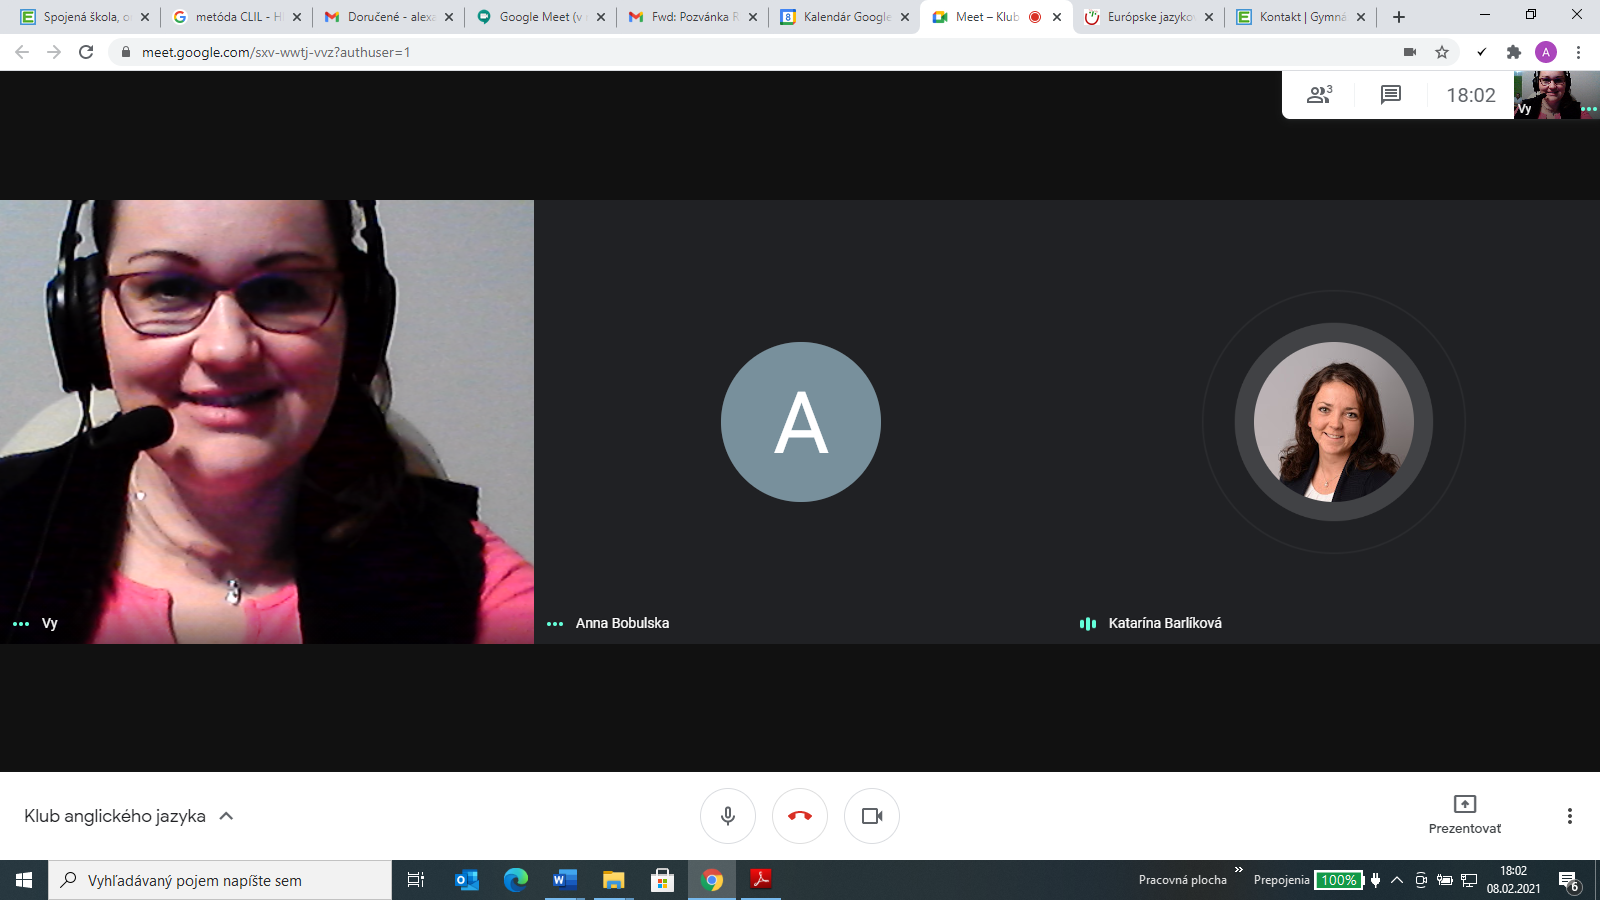 Spojená škola, o
metóda CLIL - H
Doručené - alexa
Google Meet (v
Fwd: Pozvánka R
Kalendár Google
Meet – Klub
Európske jazyko
Kontakt | Gymná
meet.google.com/sxv-wwtj-vvz?authuser=1
A
3
18:02
Vy
A
Vy
Anna Bobulska
Katarína Barlíková
Klub anglického jazyka
Prezentovať
Vyhľadávaný pojem napíšte sem
Pracovná plocha
Prepojenia
100%
18:02
08.02.2021
6